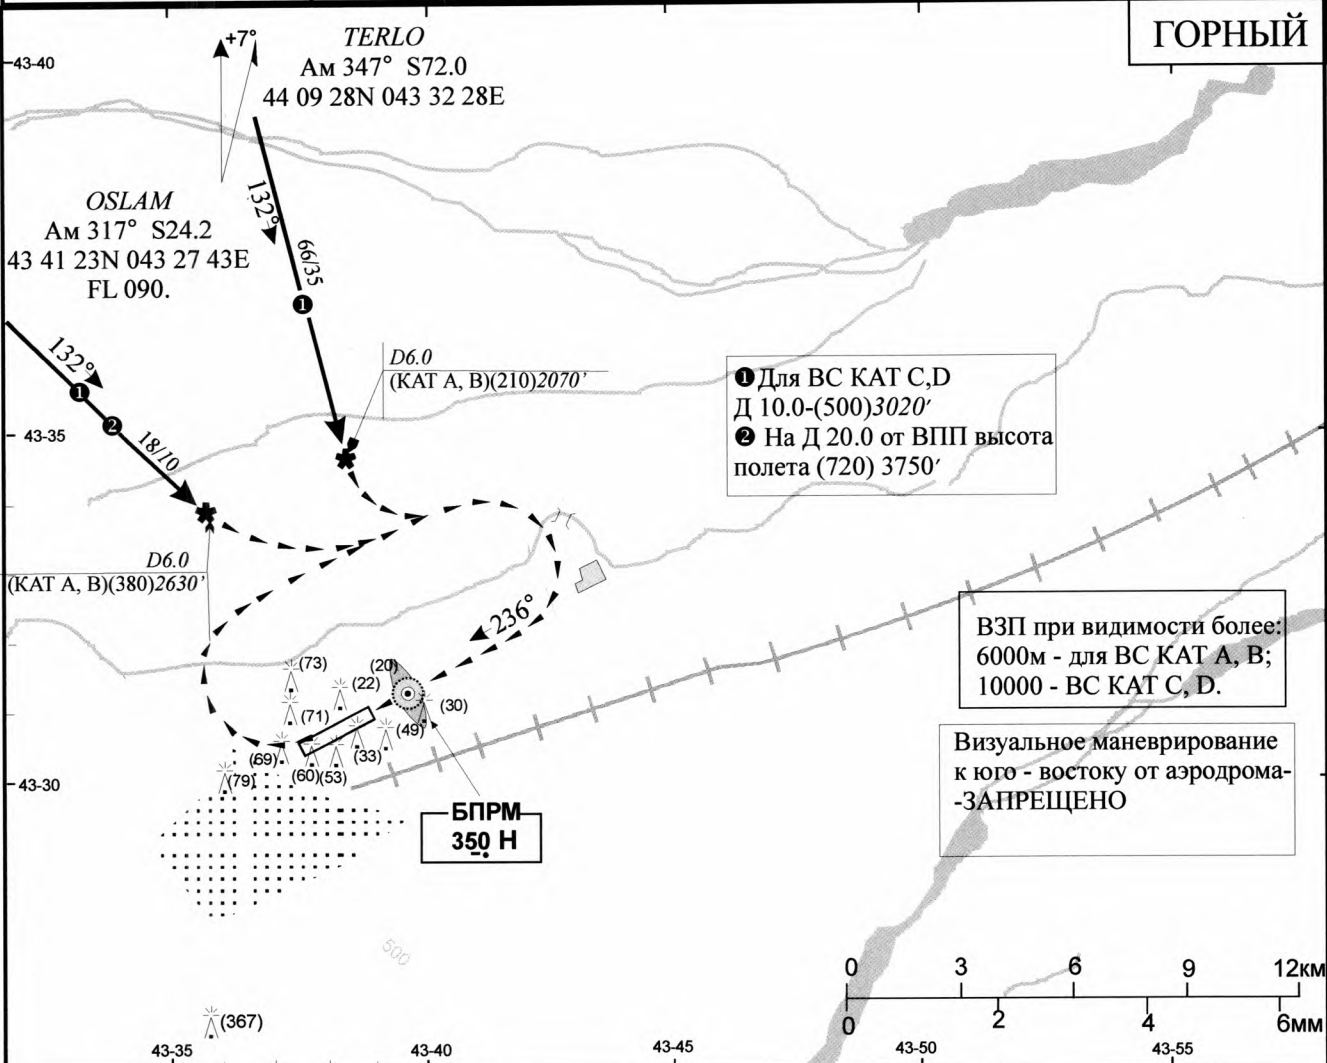 ГОРНЫЙ
+7°
TERLO
Ам 347° S72.0
44 09 28N 043 32 28E
43-40
OSLAM
Ам 317° S24.2
43 41 23N 043 27 43E
FL 090.
132°
66/35
❶
132°
❶
❷
18/10
D6.0
(КАТ А, В)(210)2070'
❶ Для ВС КАТ С,D
Д 10.0-(500)3020'
❷ На Д 20.0 от ВПП высота
полета (720) 3750'
43-35
D6.0
(КАТ А, В)(380)2630'
236°
ВЗП при видимости более:
6000м - для ВС КАТ А, В;
10000 - ВС КАТ С, D.
Визуальное маневрирование
к юго - востоку от аэродрома-
-ЗАПРЕЩЕНО
(73)
(20)
(22)
(30)
(71)
(49)
(69)
(33)
(60)
(53)
(79)
43-30
БПРМ
350 Н
500
(367)
0 3 6 9 12км
0 2 4 6мм
43-35 43-40 43-45 43-50 43-55